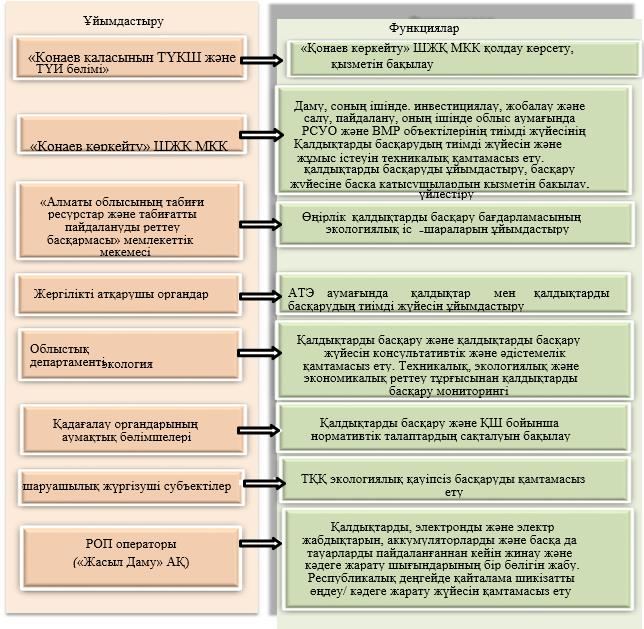 Ұйымдастыру
Функциялар
«Қонаев қаласынын ТҮКШ және
ТҮИ бөлімі»
«Қонаев көркейту» ШЖҚ МКК қолдау көрсету,
қызметін бақылау
«Қонаев көркейту» ШЖҚ МКК
Даму, соның ішінде. инвестициялау, жобалау және
салу, пайдалану, оның ішінде облыс аумағында
РСУО және ВМР объектілерінің тиімді жүйесінің
Қалдықтарды басқарудың тиімді жүйесін және
жұмыс істеуін техникалық қамтамасыз ету.
қалдықтарды басқаруды ұйымдастыру, басқару
жүйесіне басқа қатысушылардың қызметін бақылау,
үйлестіру
«Алматы облысының табиғи
ресурстар және табиғатты
пайдалануды реттеу
басқармасы» мемлекеттік
мекемесі
Өңірлік қалдықтарды басқару бағдарламасының
экологиялық іс -шараларын ұйымдастыру
Жергілікті атқарушы органдар
АТЭ аумағында қалдықтар мен қалдықтарды
басқарудың тиімді жүйесін ұйымдастыру
Облыстық
департаменті экология
Қалдықтарды басқару және қалдықтарды басқару
жүйесін консультативтік және әдістемелік
қамтамасыз ету. Техникалық, экологиялық және
экономикалық реттеу тұрғысынан қалдықтарды
басқару мониторингі
Қадағалау органдарының
аумақтық бөлімшелері
Қалдықтарды басқару және ҚШ бойынша
нормативтік талаптардың сақталуын бақылау
шаруашылық жүргізуші субъектілер
ТҚҚ экологиялық қауіпсіз басқаруды қамтамасыз
ету
РОП операторы
(«Жасыл Даму» АҚ)
Қалдықтарды, электронды және электр
жабдықтарын, аккумуляторларды және басқа да
тауарларды пайдаланғаннан кейін жинау және
кәдеге жарату шығындарының бір бөлігін жабу.
Республикалық деңгейде қайталама шикізатты
өңдеу/ кәдеге жарату жүйесін қамтамасыз ету